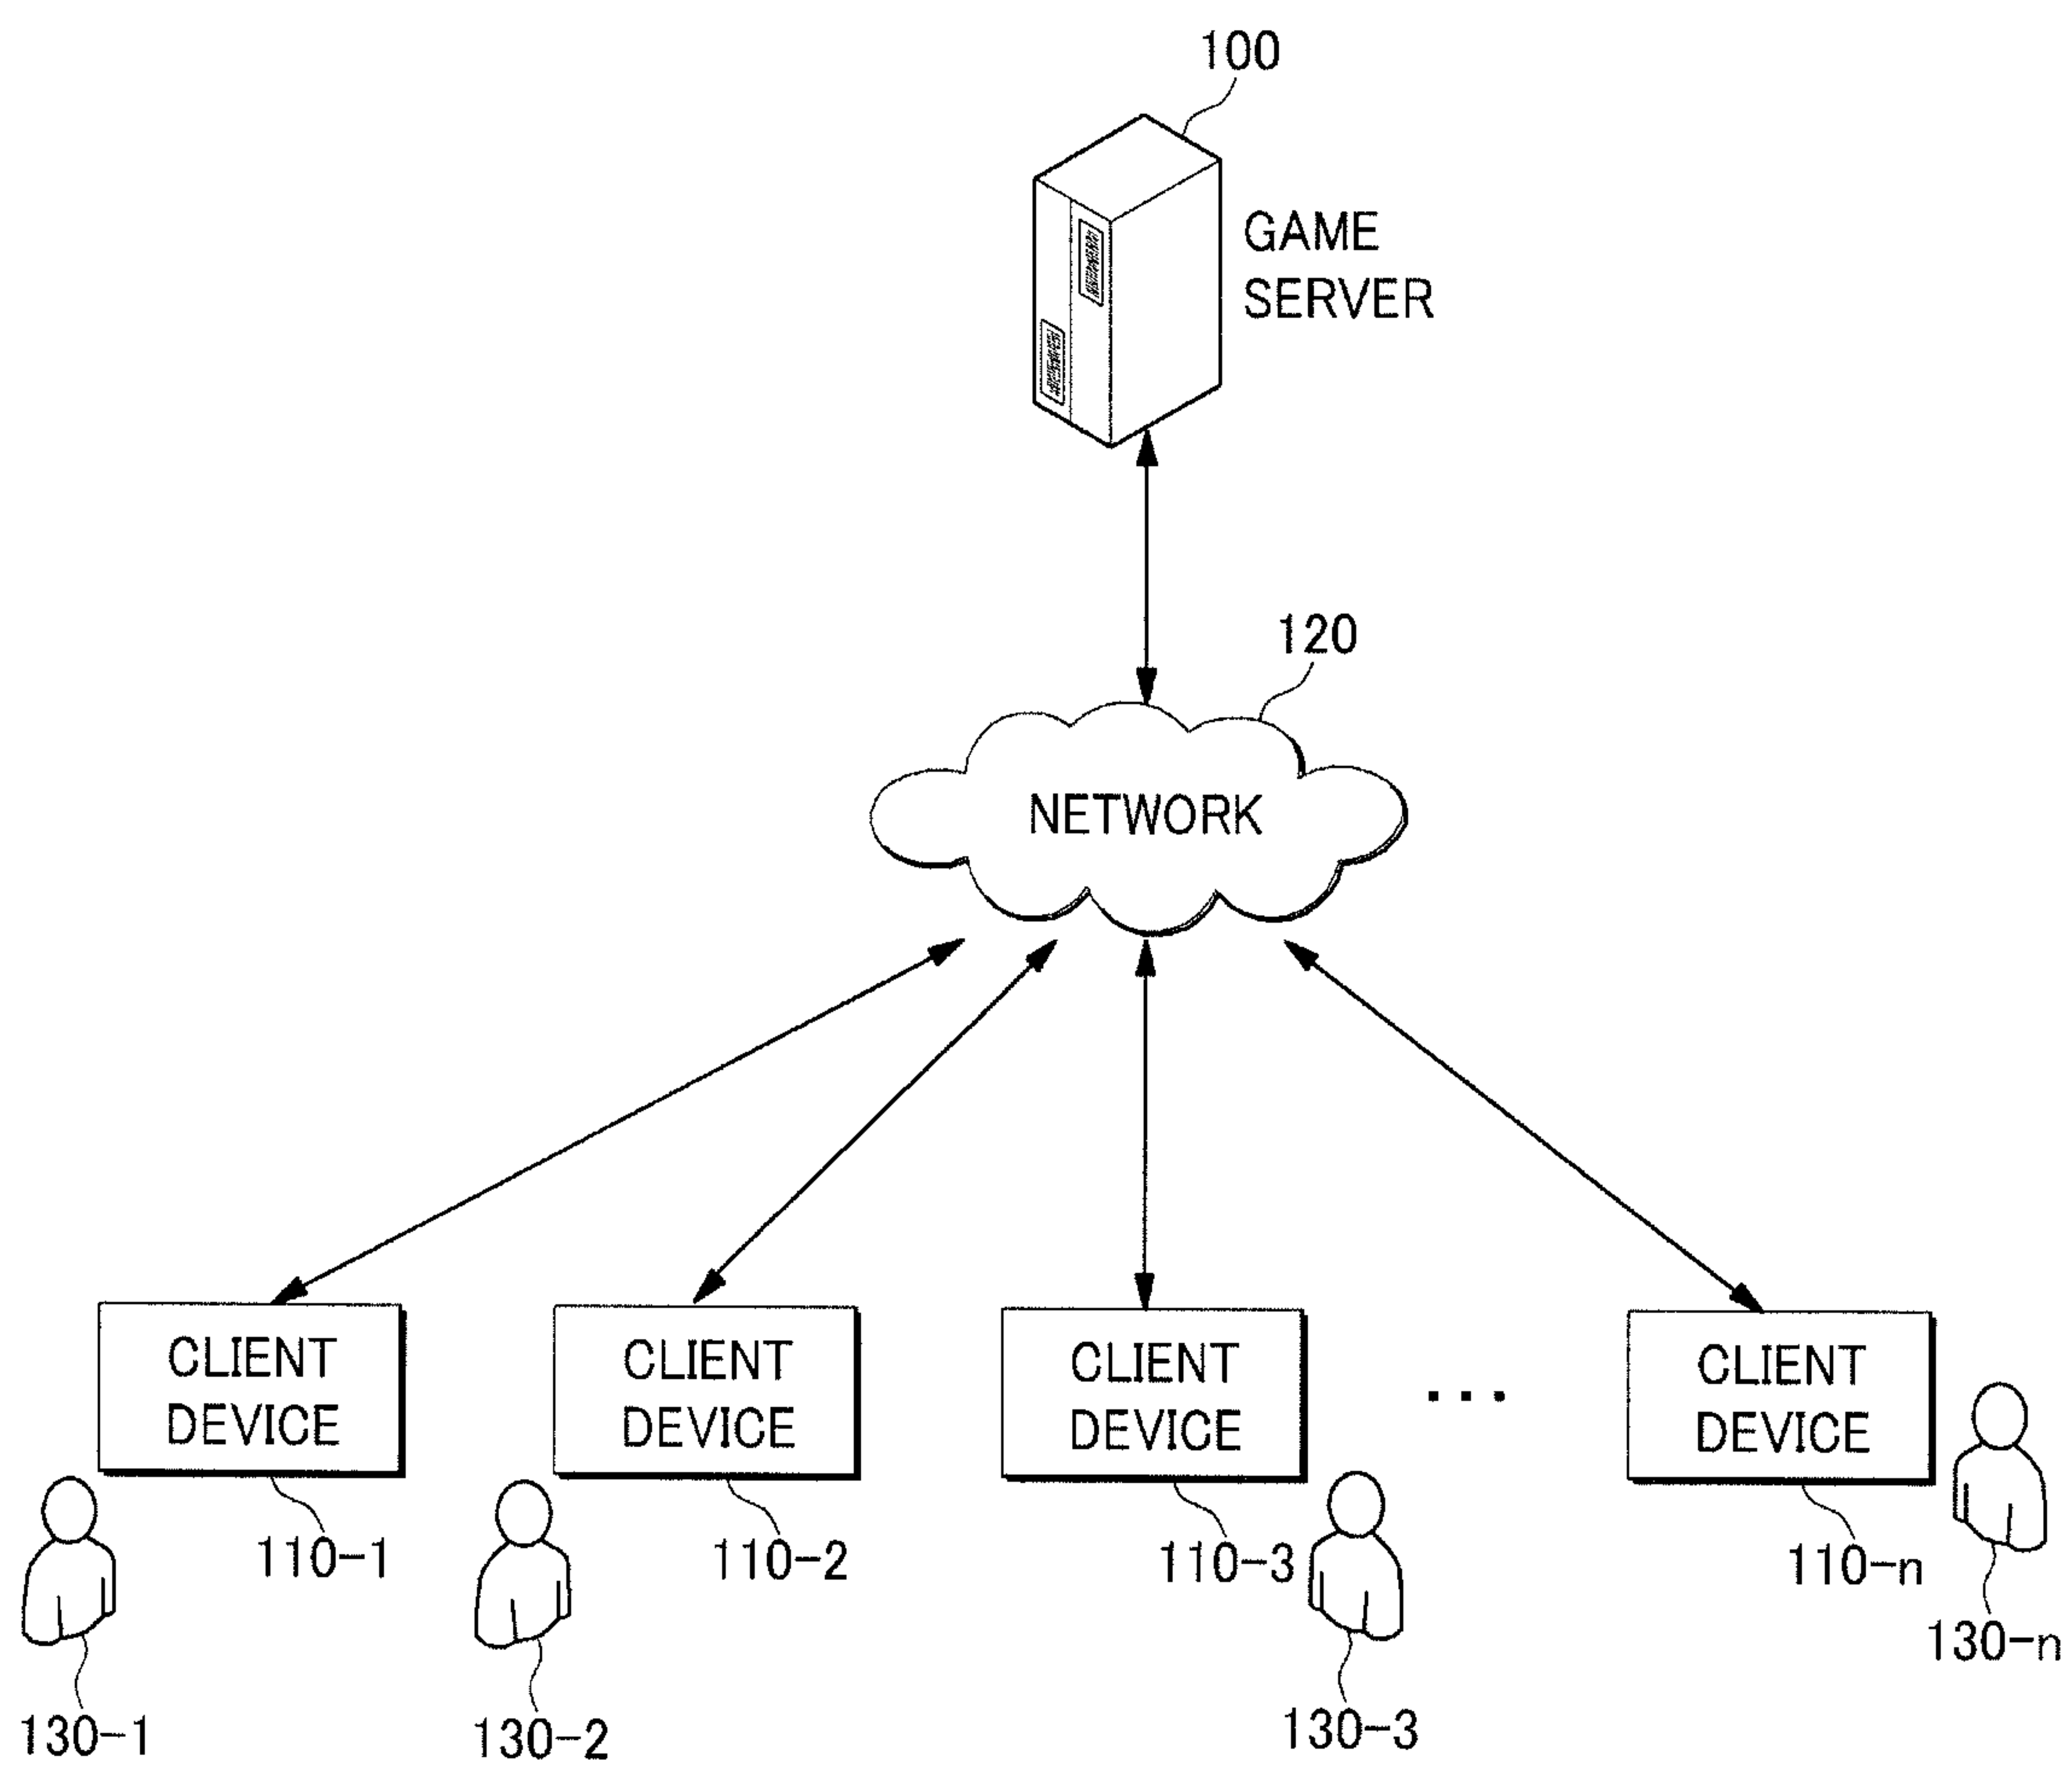 100
GAME
SERVER
120
NETWORK
CLIENT
DEVICE
CLIENT
DEVICE
CLIENT
DEVICE
...
CLIENT
DEVICE
110-1
110-2
110-3
110-n
130-1
130-2
130-3
130-n